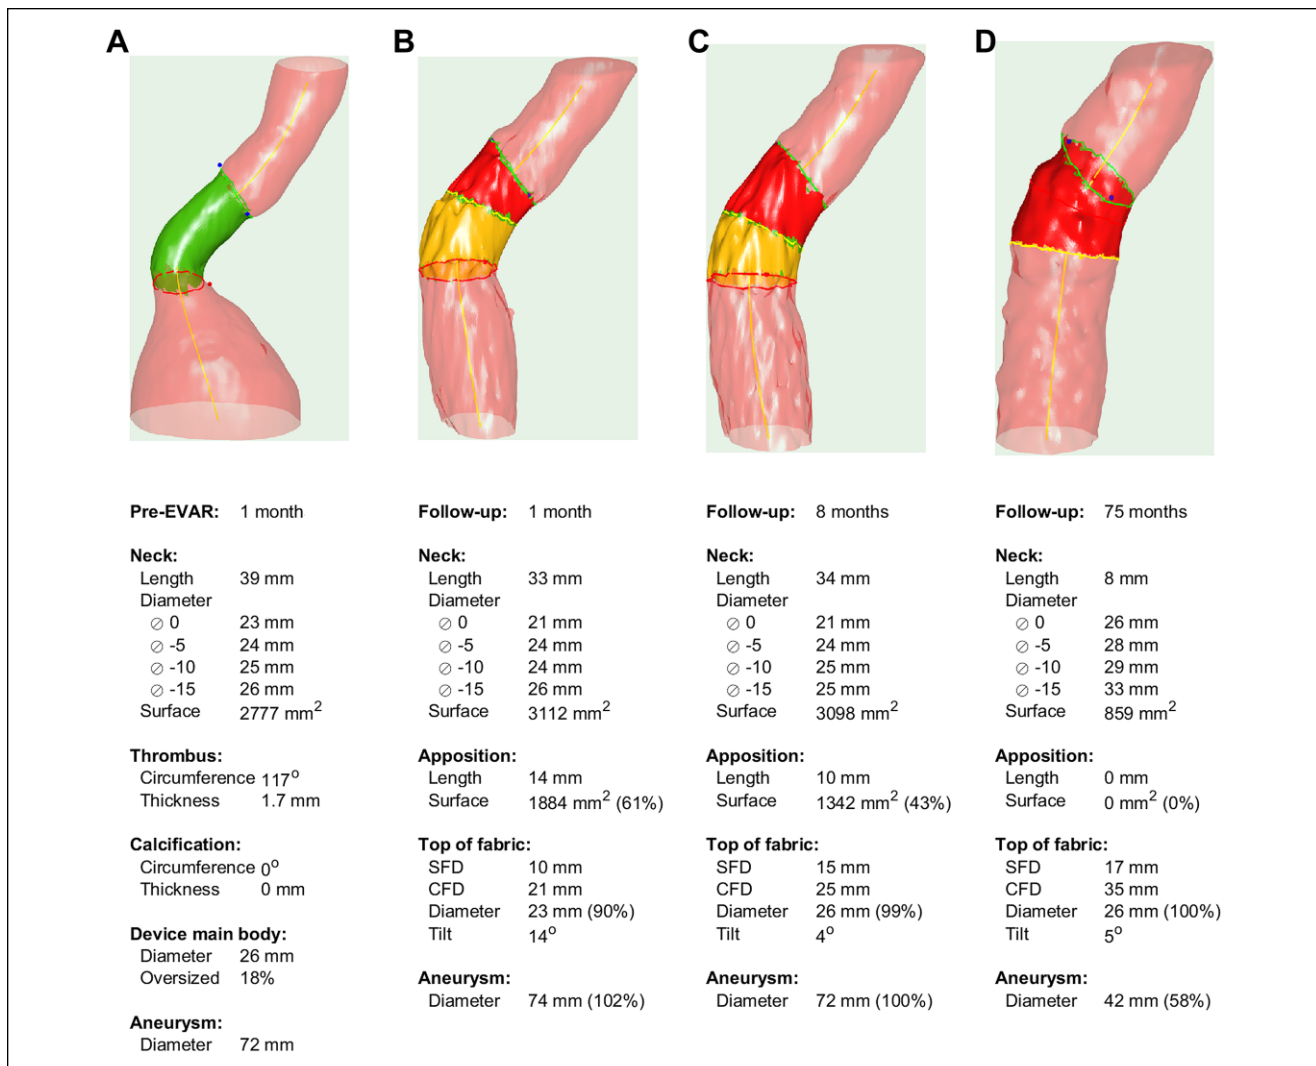 A
B
C
D
Pre-EVAR: 1 month
Neck:
Length 39 mm
Diameter
∅ 0 23 mm
∅ -5 24 mm
∅ -10 25 mm
∅ -15 26 mm
Surface 2777 mm²
Thrombus:
Circumference 117°
Thickness 1.7 mm
Calcification:
Circumference 0°
Thickness 0 mm
Device main body:
Diameter 26 mm
Oversized 18%
Aneurysm:
Diameter 72 mm
Follow-up: 1 month
Neck:
Length 33 mm
Diameter
∅ 0 21 mm
∅ -5 24 mm
∅ -10 24 mm
∅ -15 26 mm
Surface 3112 mm²
Apposition:
Length 14 mm
Surface 1884 mm² (61%)
Top of fabric:
SFD 10 mm
CFD 21 mm
Diameter 23 mm (90%)
Tilt 14°
Aneurysm:
Diameter 74 mm (102%)
Follow-up: 8 months
Neck:
Length 34 mm
Diameter
∅ 0 21 mm
∅ -5 24 mm
∅ -10 25 mm
∅ -15 25 mm
Surface 3098 mm²
Apposition:
Length 10 mm
Surface 1342 mm² (43%)
Top of fabric:
SFD 15 mm
CFD 25 mm
Diameter 26 mm (99%)
Tilt 4°
Aneurysm:
Diameter 72 mm (100%)
Follow-up: 75 months
Neck:
Length 8 mm
Diameter
∅ 0 26 mm
∅ -5 28 mm
∅ -10 29 mm
∅ -15 33 mm
Surface 859 mm²
Apposition:
Length 0 mm
Surface 0 mm² (0%)
Top of fabric:
SFD 17 mm
CFD 35 mm
Diameter 26 mm (100%)
Tilt 5°
Aneurysm:
Diameter 42 mm (58%)